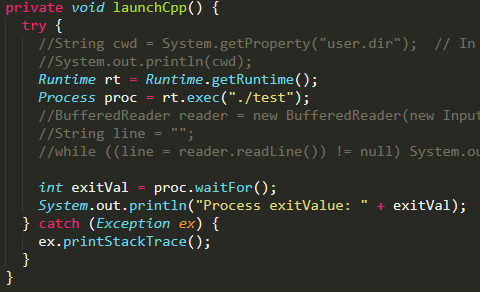 private void launchCpp() {
try {
//String cwd = System.getProperty("user.dir");  // In
//System.out.println(cwd);
Runtime rt = Runtime.getRuntime();
Process proc = rt.exec("./test");
//BufferedReader reader = new BufferedReader(new Input
//String line = "";
//while ((line = reader.readLine()) != null) System.ou
int exitVal = proc.waitFor();
System.out.println("Process exitValue: " + exitVal);
} catch (Exception ex) {
ex.printStackTrace();
}
}